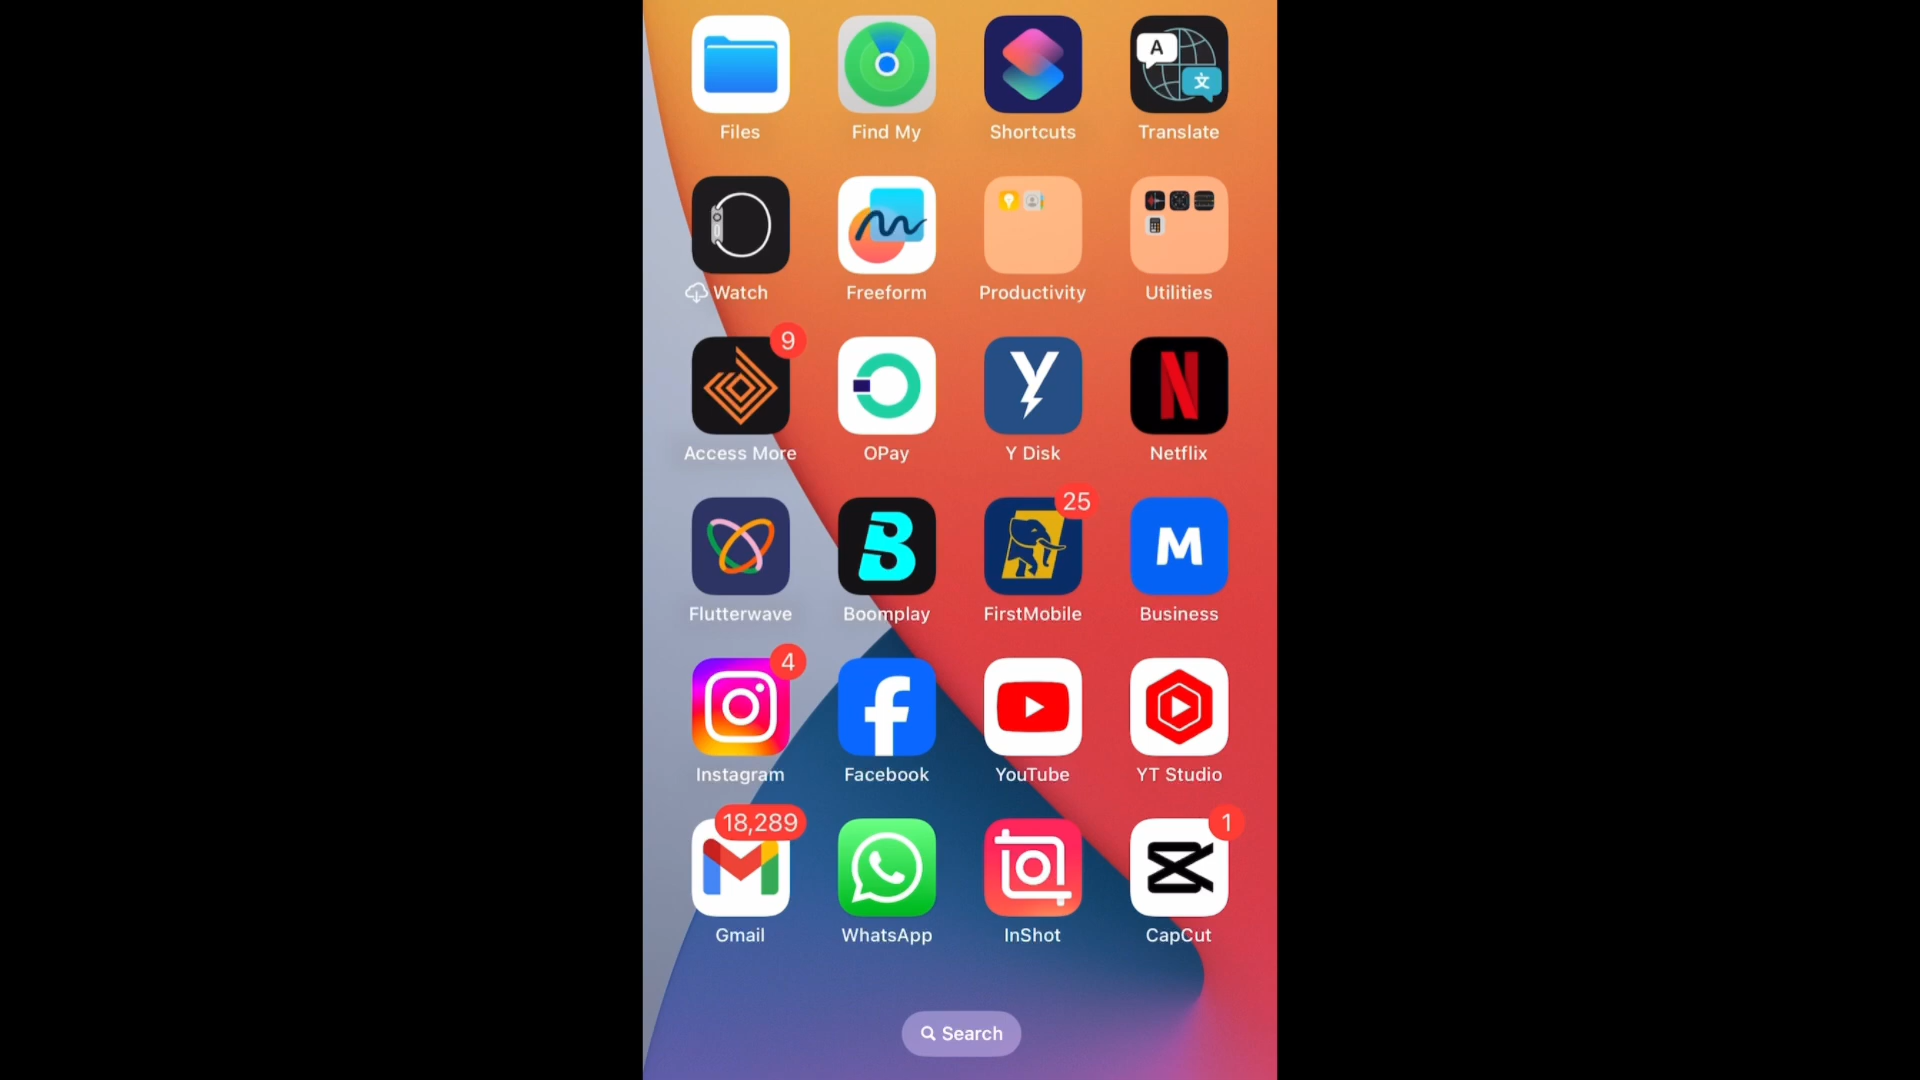 A
文
Files
Find My
Shortcuts
Translate
Watch
Freeform
Productivity
Utilities
9
Y
N
Access More
OPay
Y Disk
Netflix
25
B
M
Flutterwave
Boomplay
FirstMobile
Business
4
f
Instagram
Facebook
YouTube
YT Studio
18,289
1
M
Gmail
WhatsApp
InShot
CapCut
Search